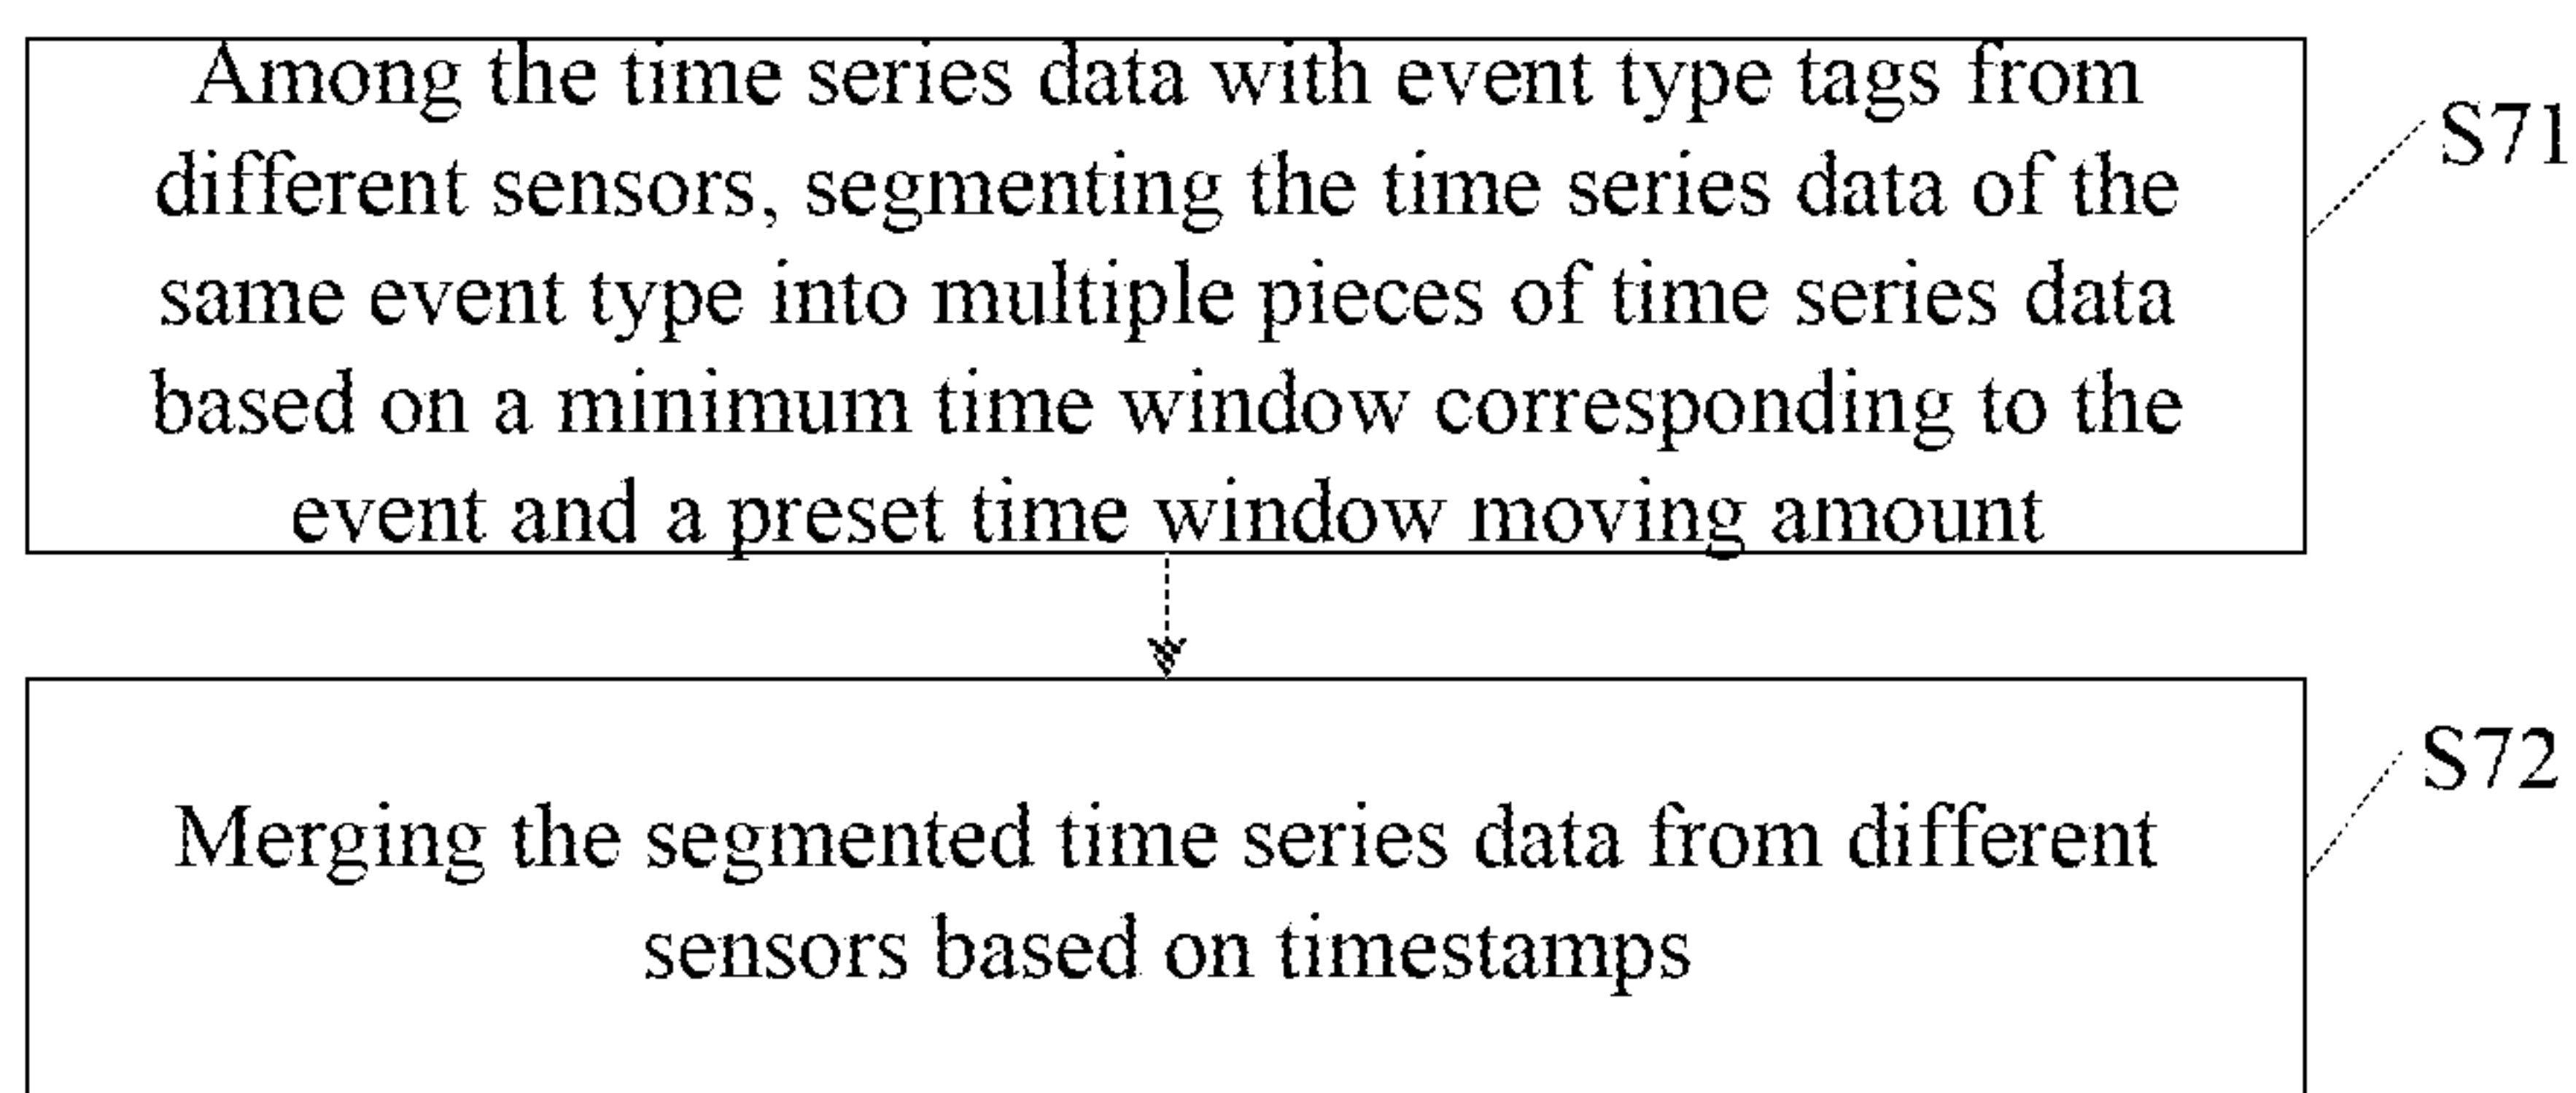 Among the time series data with event type tags from
different sensors, segmenting the time series data of the
same event type into multiple pieces of time series data
based on a minimum time window corresponding to the
event and a preset time window moving amount
S71
Merging the segmented time series data from different
sensors based on timestamps
S72